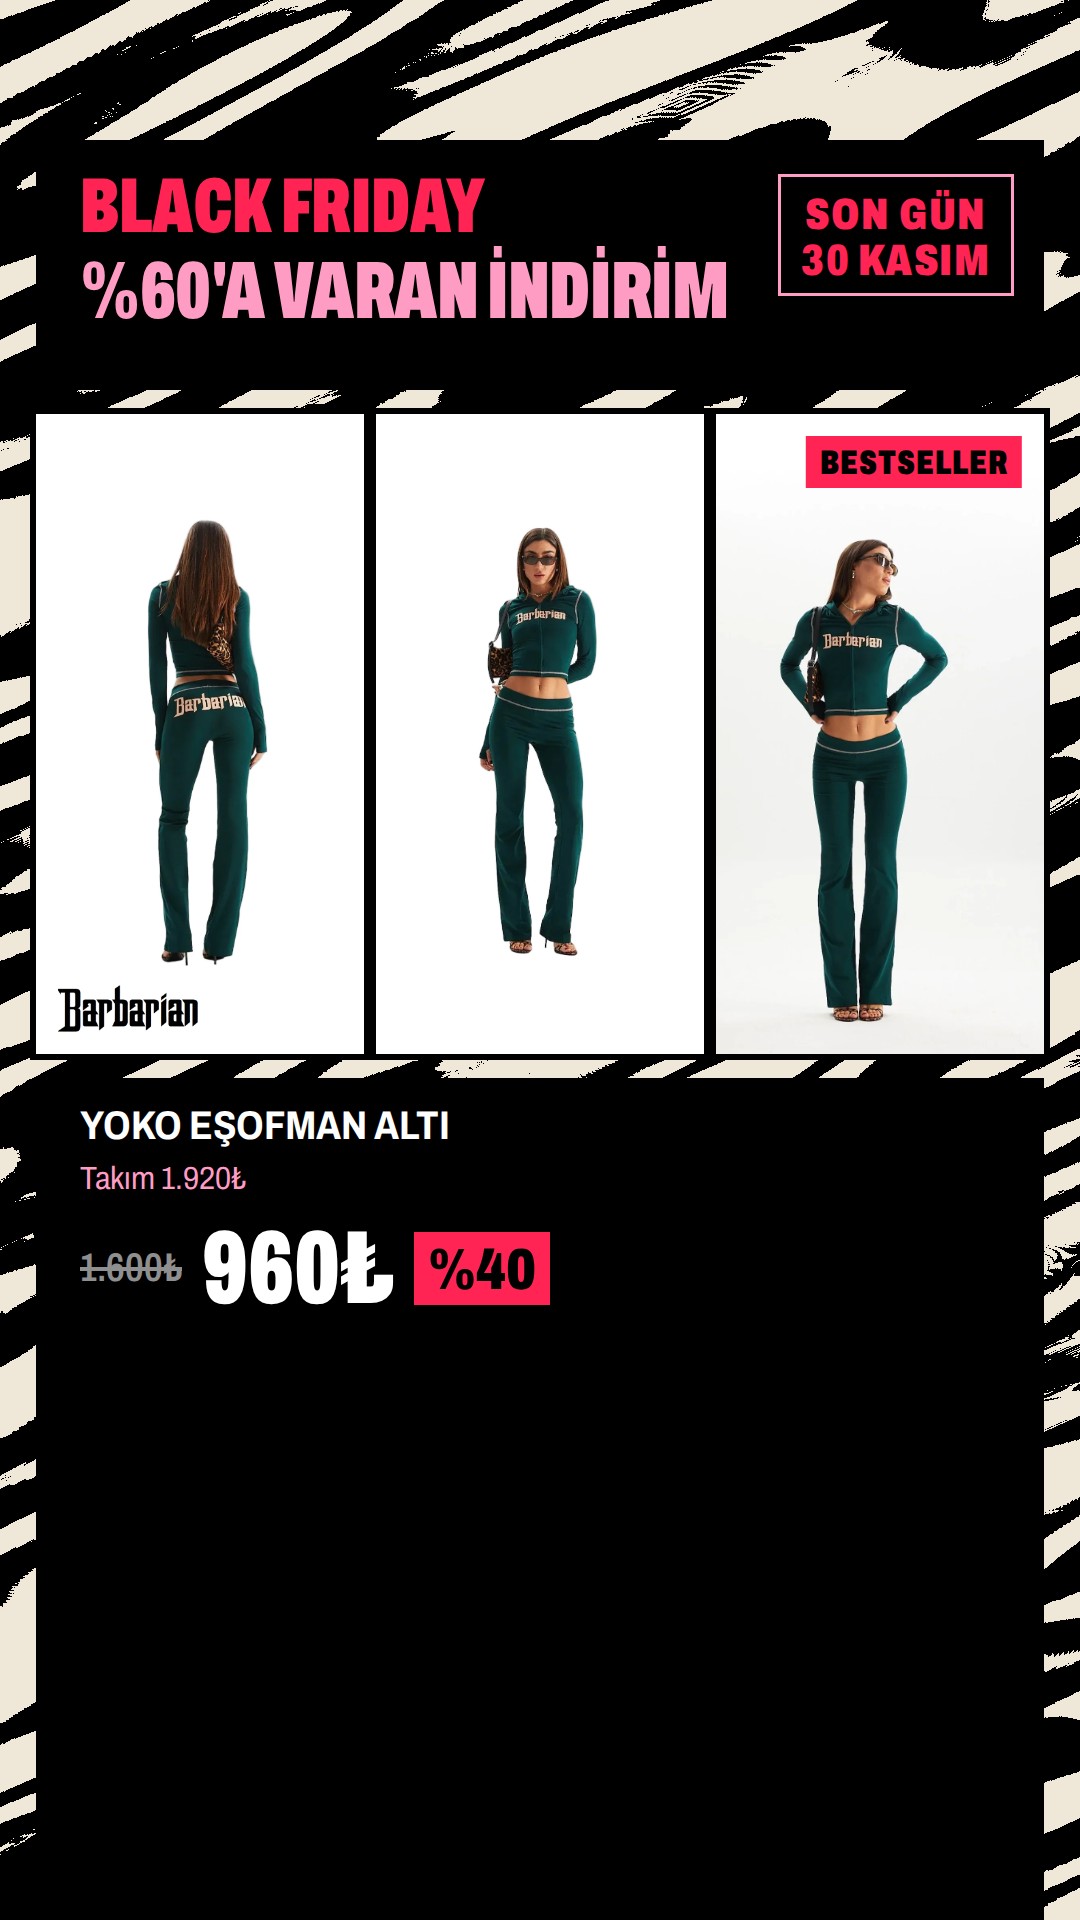 BLACK FRIDAY
%60'A VARAN İNDİRİM
SON GÜN
30 KASIM
BESTSELLER
Barbarian
Barbarian
Barbarian
Barbarian
YOKO EŞOFMAN ALTI
Takım 1.920₺
1.600₺ 960₺ %40